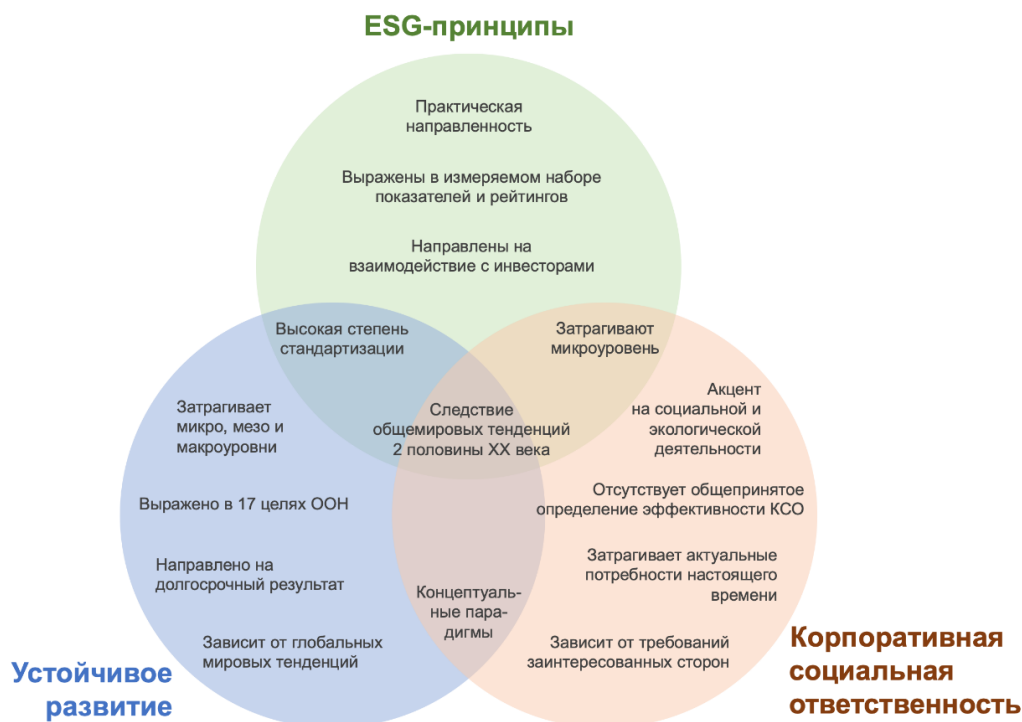 ESG-принципы
Практическая
направленность
Выражены в измеряемом наборе
показателей и рейтингов
Направлены на
взаимодействие с инвесторами
Высокая степень
стандартизации
Затрагивают
микроуровень
Затрагивает
микро, мезо и
макроуровни
Следствие
общемировых тенденций
2 половины XX века
Акцент
на социальной и
экологической
деятельности
Выражено в 17 целях ООН
Отсутствует общепринятое
определение эффективности КСО
Направлено на
долгосрочный результат
Затрагивает актуальные
потребности настоящего
времени
Концептуаль-
ные пара-
дигмы
Зависит от глобальных
мировых тенденций
Зависит от требований
заинтересованных сторон
Устойчивое
развитие
Корпоративная
социальная
ответственность